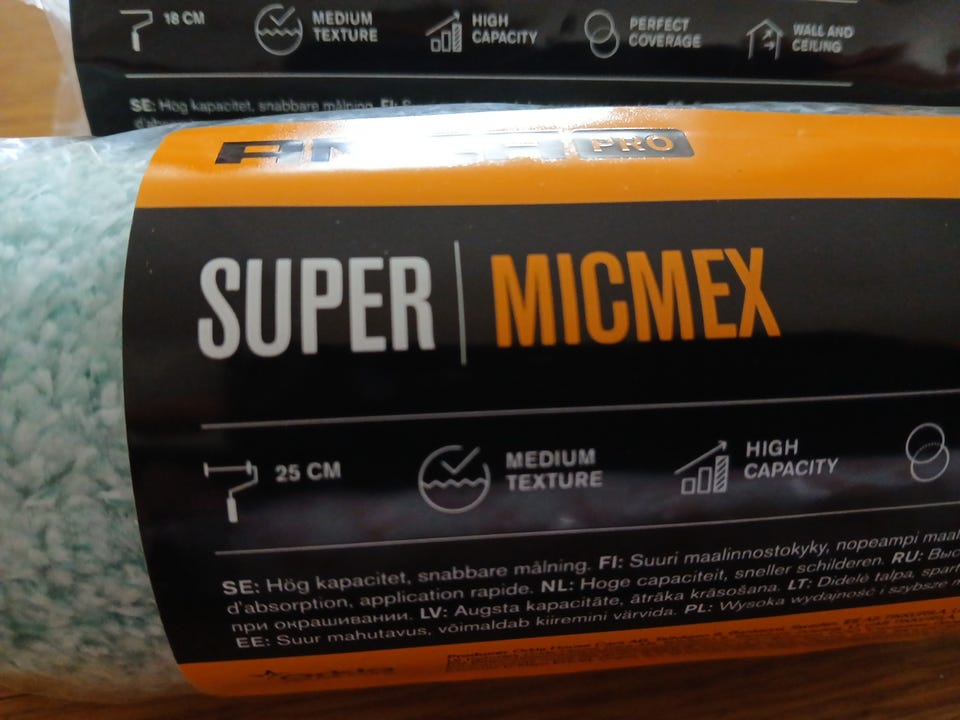 18 CM
MEDIUM
TEXTURE
HIGH
CAPACITY
PERFECT
COVERAGE
WALL AND
CEILING
SE: Hög kapacitet, snabbare målning. FI:
PRO
SUPER | MICMEX
25 CM
MEDIUM
TEXTURE
HIGH
CAPACITY
SE: Hög kapacitet, snabbare målning. FI: Suuri maalinnostokyky, nopeampi
d'absorption, application rapide. NL: Hoge capaciteit, sneller schilderen. RU:
при окрашивании. LV: Augsta kapacitāte, ātrāka krāsošana. LT: Didelė talpa,
EE: Suur mahutavus, võimaldab kiiremini värvida. PL: Wysoka wydajność i szybsze